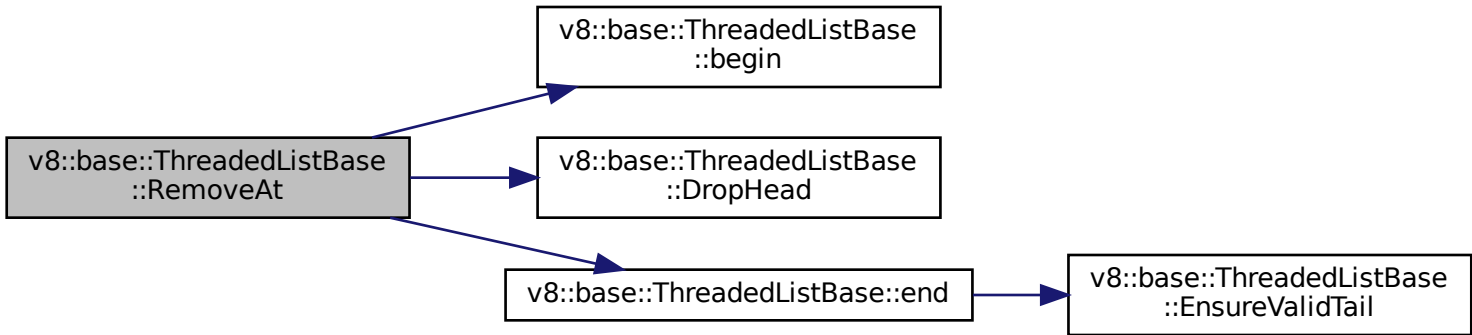 v8::base::ThreadedListBase
::RemoveAt
v8::base::ThreadedListBase
::begin
v8::base::ThreadedListBase
::DropHead
v8::base::ThreadedListBase::end
v8::base::ThreadedListBase
::EnsureValidTail